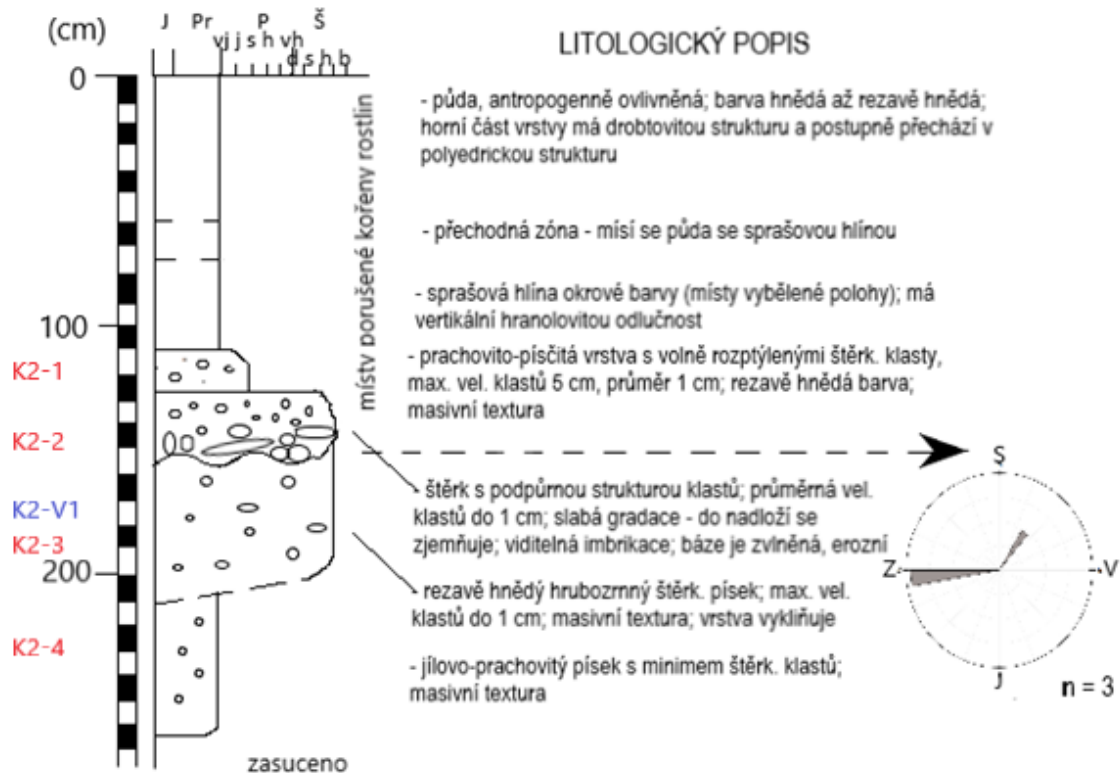 (cm)
J Pr P Š
vj j s h vh
d s h b
LITOLOGICKÝ POPIS
0
- půda, antropogenně ovlivněná; barva hnědá až rezavě hnědá;
horní část vrstvy má drobtovitou strukturu a postupně přechází v
polyedrickou strukturu
místy porušené kořeny rostlin
- přechodná zóna - mísí se půda se sprašovou hlínou
- sprašová hlína okrové barvy (místy vybělené polohy); má
vertikální hranolovitou odlučnost
100
- prachovito-písčitá vrstva s volně rozptýlenými štěrk. klasty,
max. vel. klastů 5 cm, průměr 1 cm; rezavě hnědá barva;
masivní textura
K2-1
K2-2
- štěrk s podpůrnou strukturou klastů; průměrná vel.
klastů do 1 cm; slabá gradace - do nadloží se
zjemňuje; viditelná imbrikace; báze je zvlněná, erozní
K2-V1
K2-3
200
- rezavě hnědý hrubozrnný štěrk. písek; max. vel.
klastů do 1 cm; masivní textura; vrstva vykliňuje
K2-4
- jílovo-prachovitý písek s minimem štěrk. klastů;
masivní textura
zasuceno
S
Z V
J
n = 3